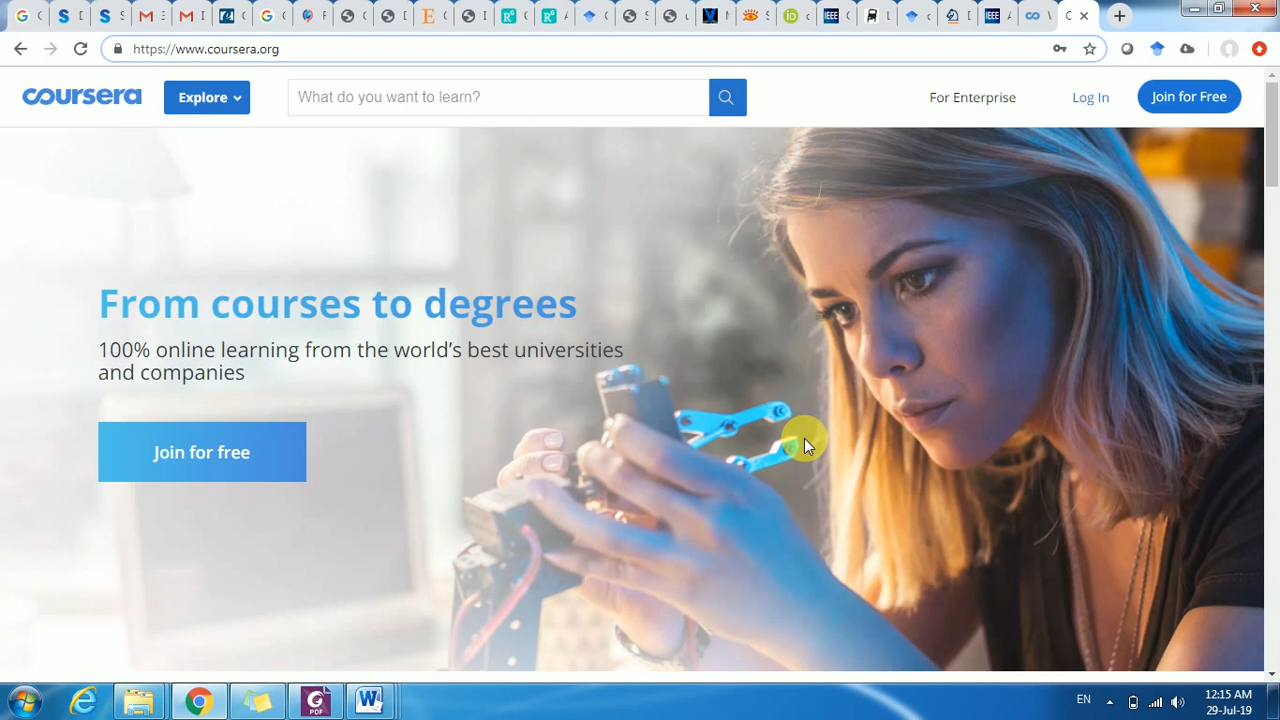 https://www.coursera.org
coursera
Explore
What do you want to learn?
For Enterprise
Log In
Join for Free
From courses to degrees
100% online learning from the world's best universities
and companies
Join for free
EN
12:15 AM
29-Jul-19